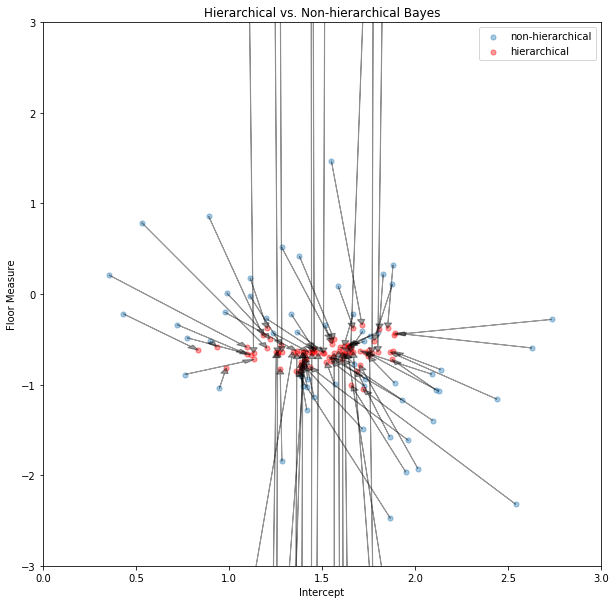 Hierarchical vs. Non-hierarchical Bayes
non-hierarchical
hierarchical
3
2
1
0
−1
−2
−3
Floor Measure
0.0 0.5 1.0 1.5 2.0 2.5 3.0
Intercept